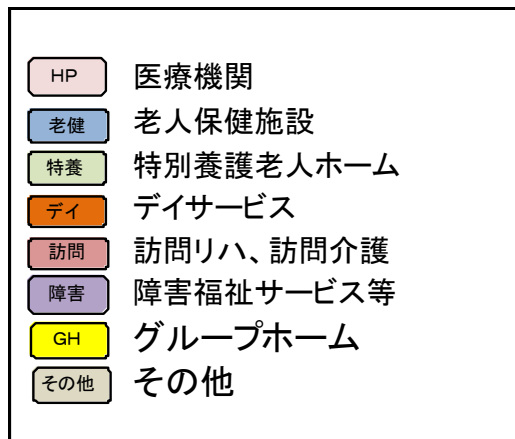 HP 医療機関
老健 老人保健施設
特養 特別養護老人ホーム
デイ デイサービス
訪問 訪問リハ、訪問介護
障害 障害福祉サービス等
GH グループホーム
その他 その他